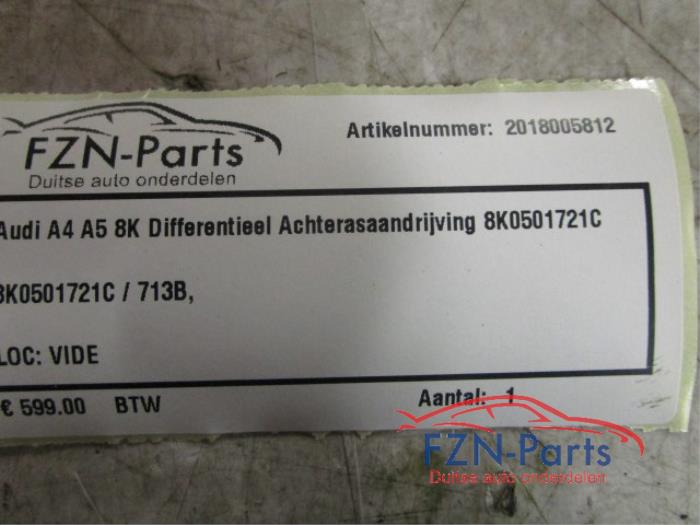 FZN-Parts
Duitse auto onderdelen
Artikelnummer: 2018005812
Audi A4 A5 8K Differentieel Achterasaandrijving 8K0501721C
8K0501721C / 713B,
LOC: VIDE
€ 599.00 BTW
Aantal: 1
FZN-Parts
Duitse auto onderdelen